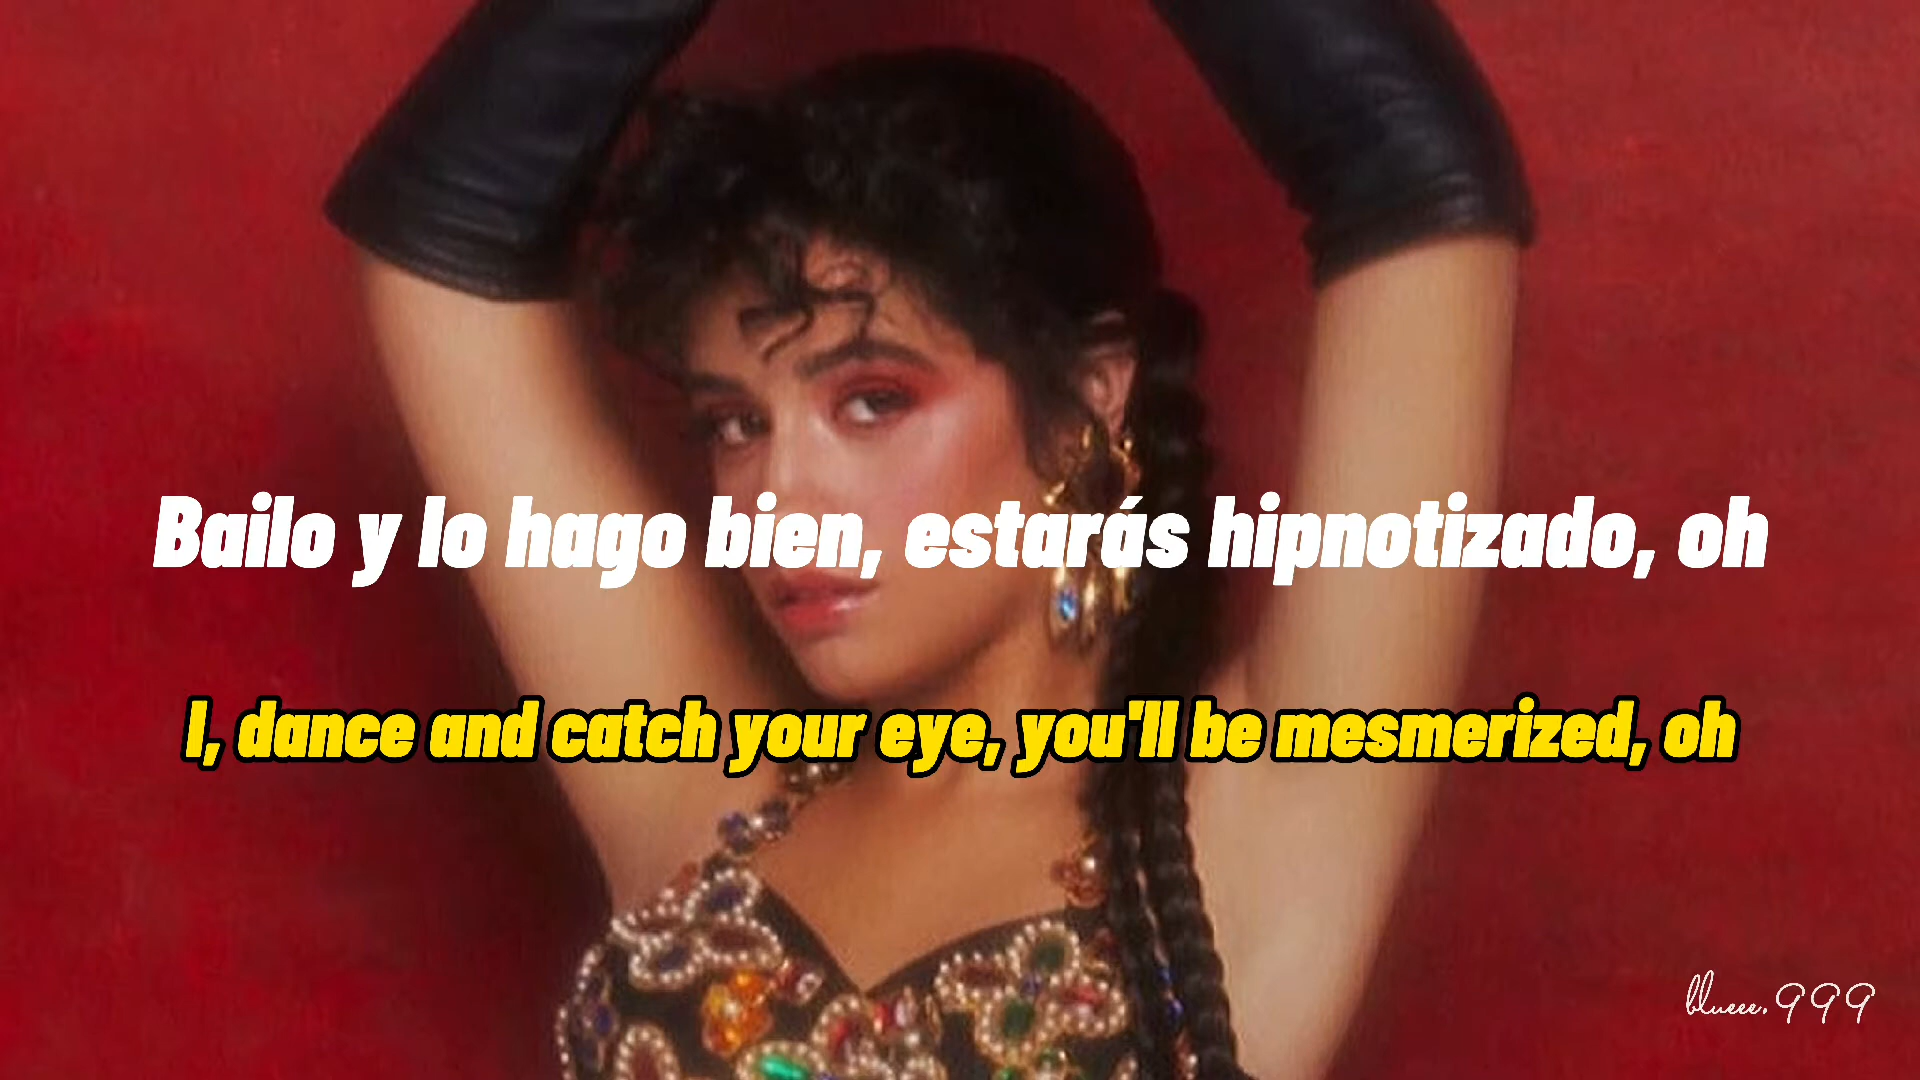 Bailo y lo hago bien, estarás hipnotizado, oh
I, dance and catch your eye, you'll be mesmerized, oh
blueee.999